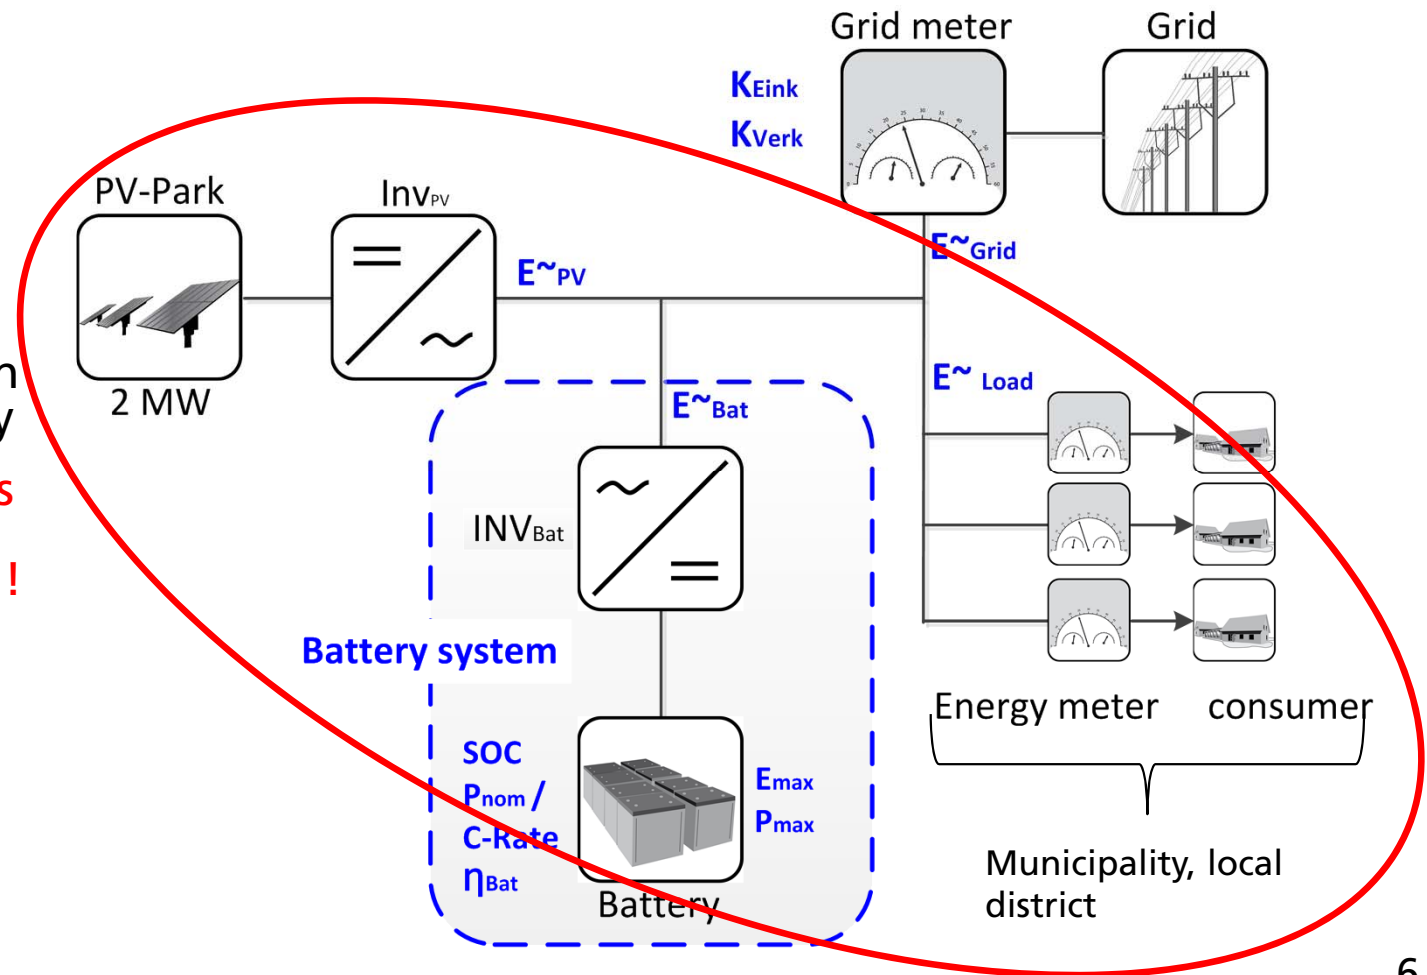 Grid meter
Grid
KEink
KVerk
PV-Park
InvPV
E~PV
E~Grid
2 MW
E~ Load
E~Bat
n
y
s
!
INVBat
Battery system
SOC
Pnom /
C-Rate
ηBat
Emax
Pmax
Battery
Energy meter
consumer
Municipality, local
district
6